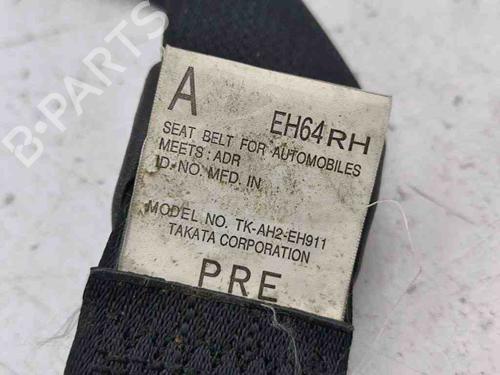 B-PARTS
A EH64RH
SEAT BELT FOR AUTOMOBILES
MEETS : ADR
ID.-NO. MED. IN
MODEL NO. TK-AH2-EH911
TAKATA CORPORATION
PRE